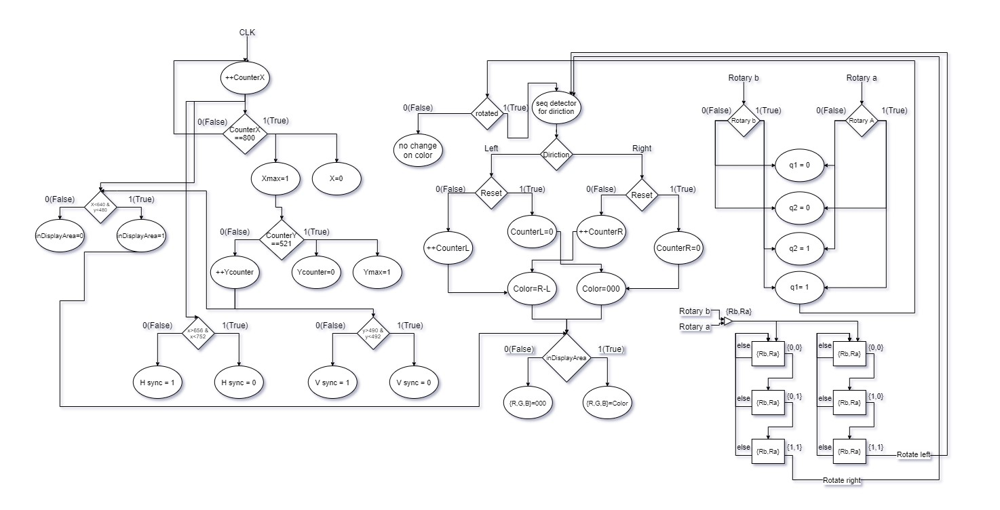 CLK
++CounterX
0(False)
1(True)
CounterX
==800
Xmax=1
X=0
0(False)
1(True)
X<640 &
y<480
inDisplayArea=0
inDisplayArea=1
0(False)
1(True)
CounterY
==521
++Ycounter
Ycounter=0
Ymax=1
0(False)
1(True)
x>656 &
x<752
H sync = 1
H sync = 0
0(False)
1(True)
y>490 &
y<492
V sync = 1
V sync = 0
0(False)
1(True)
rotated
no change
on color
seq detector
for diriction
Diriction
Left
Right
0(False)
1(True)
Reset
0(False)
1(True)
Reset
++CounterL
CounterL=0
++CounterR
CounterR=0
Color=R-L
Color=000
0(False)
1(True)
inDisplayArea
{R,G,B}=000
{R,G,B}=Color
Rotary b
Rotary a
0(False)
1(True)
Rotary b
0(False)
1(True)
Rotary A
q1 = 0
q2 = 0
q2 = 1
q1= 1
Rotary b
Rotary a
{Rb,Ra}
else
{Rb,Ra}
{0,0}
else
{Rb,Ra}
{0,0}
else
{Rb,Ra}
{0,1}
else
{Rb,Ra}
{1,0}
else
{Rb,Ra}
{1,1}
else
{Rb,Ra}
{1,1}
Rotate left
Rotate right